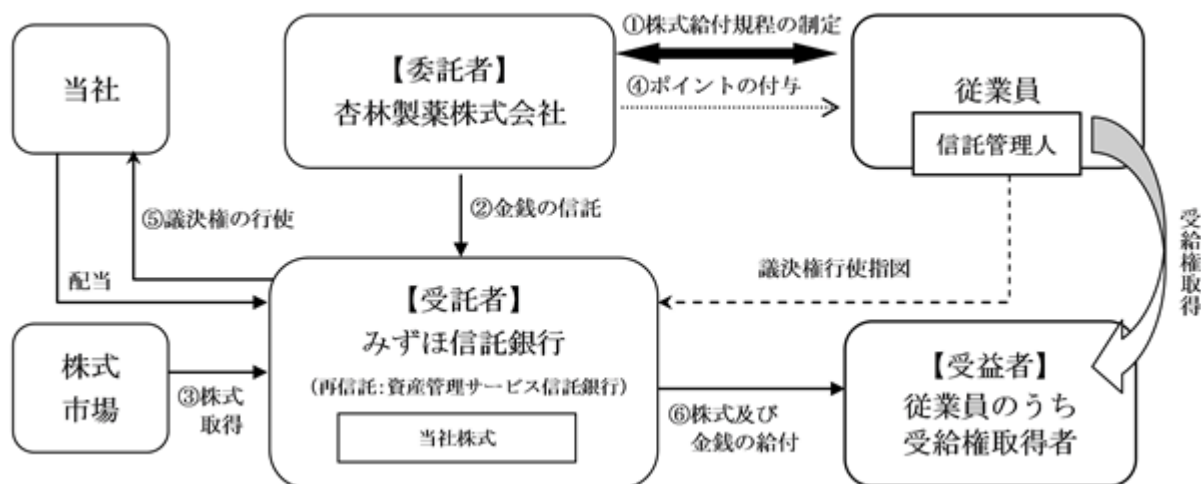 ①株式給付規程の制定
当社
【委託者】
杏林製薬株式会社
④ポイントの付与
従業員
信託管理人
⑤議決権の行使
②金銭の信託
受給権取得
配当
議決権行使指図
【受託者】
みずほ信託銀行
(再信託:資産管理サービス信託銀行)
当社株式
株式
市場
③株式
取得
⑥株式及び
金銭の給付
【受益者】
従業員のうち
受給権取得者